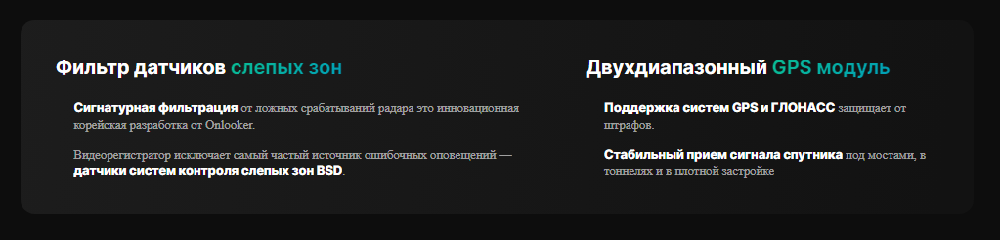 Фильтр датчиков слепых зон
Сигнатурная фильтрация от ложных срабатываний радара это инновационная
корейская разработка от Onlooker.
Видеорегистратор исключает самый частый источник ошибочных оповещений —
датчики систем контроля слепых зон BSD.
Двухдиапазонный GPS модуль
Поддержка систем GPS и ГЛОНАСС защищает от
штрафов.
Стабильный прием сигнала спутника под мостами, в
тоннелях и в плотной застройке